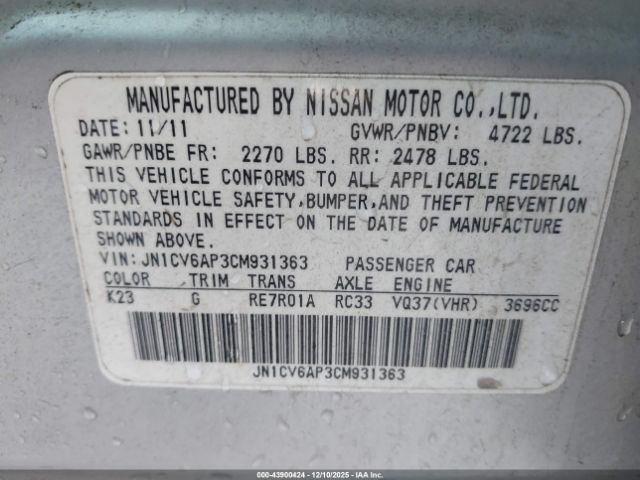 MANUFACTURED BY NISSAN MOTOR CO.,LTD.
DATE: 11/11 GVWR/PNBV: 4722 LBS.
GAWR/PNBE FR: 2270 LBS. RR: 2478 LBS.
THIS VEHICLE CONFORMS TO ALL APPLICABLE FEDERAL
MOTOR VEHICLE SAFETY,BUMPER,AND THEFT PREVENTION
STANDARDS IN EFFECT ON THE DATE OF MANUFACTURE
SHOWN ABOVE.
VIN: JN1CV6AP3CM931363 PASSENGER CAR
COLOR TRIM TRANS AXLE ENGINE
K23 G RE7R01A RC33 VQ37(VHR) 3696CC
JN1CV6AP3CM931363
000-43900424 - 12/10/2025 - IAA Inc.